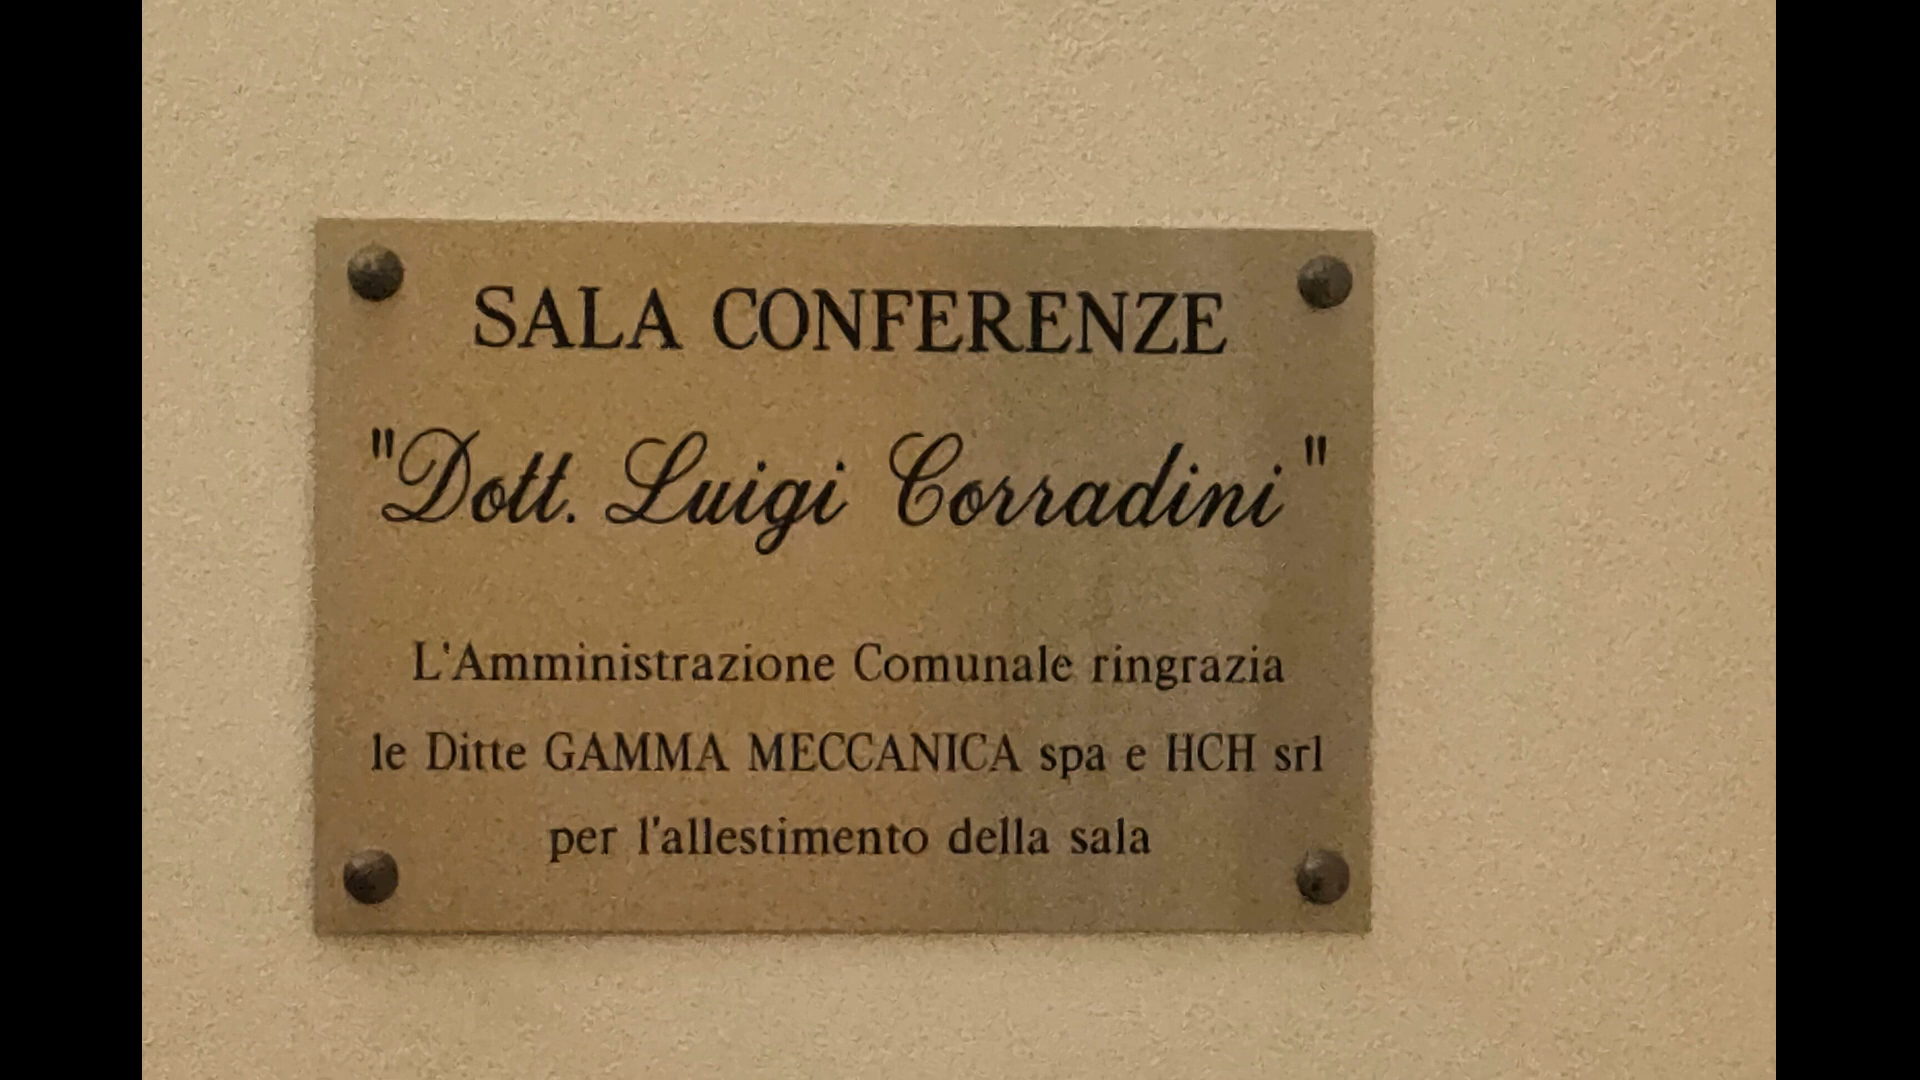 SALA CONFERENZE
"Dott. Luigi Corradini"
L'Amministrazione Comunale ringrazia
le Ditte GAMMA MECCANICA spa e HCH srl
per l'allestimento della sala